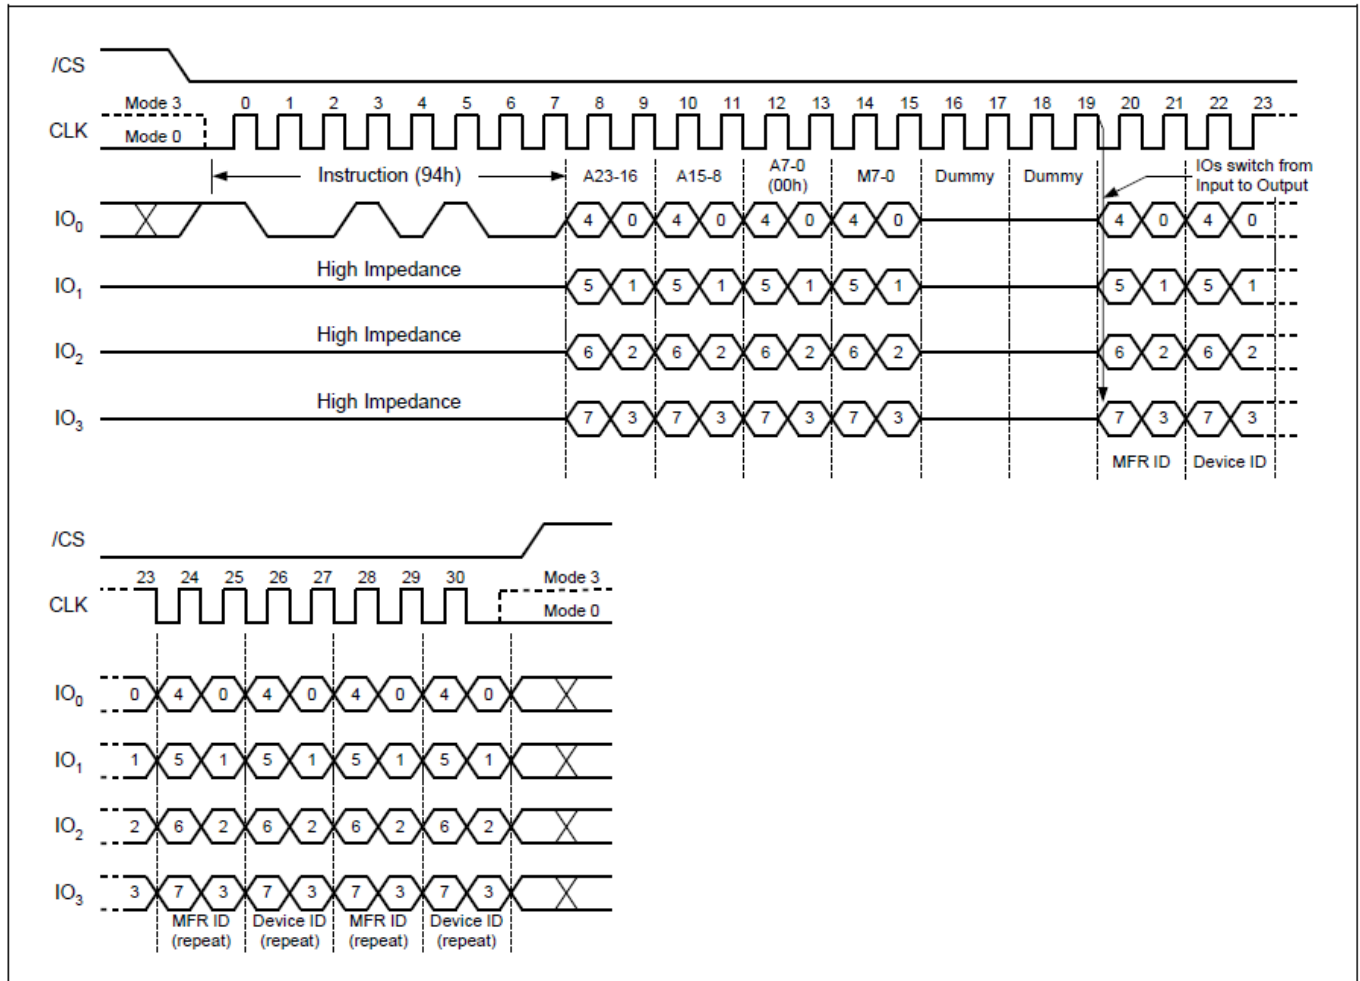 /CS
Mode 3 0 1 2 3 4 5 6 7 8 9 10 11 12 13 14 15 16 17 18 19 20 21 22 23
CLK
Mode 0
Instruction (94h) A23-16 A15-8 A7-0 (00h) M7-0 Dummy Dummy IOs switch from Input to Output
IO0 4 0 4 0 4 0 4 0 4 0 4 0
High Impedance
IO1 5 1 5 1 5 1 5 1 5 1 5 1
High Impedance
IO2 6 2 6 2 6 2 6 2 6 2 6 2
High Impedance
IO3 7 3 7 3 7 3 7 3 7 3 7 3
MFR ID Device ID
/CS
23 24 25 26 27 28 29 30 Mode 3
CLK
Mode 0
IO0 0 4 0 4 0 4 0 4 0
IO1 1 5 1 5 1 5 1 5 1
IO2 2 6 2 6 2 6 2 6 2
IO3 3 7 3 7 3 7 3 7 3
MFR ID Device ID MFR ID Device ID
(repeat) (repeat) (repeat) (repeat)